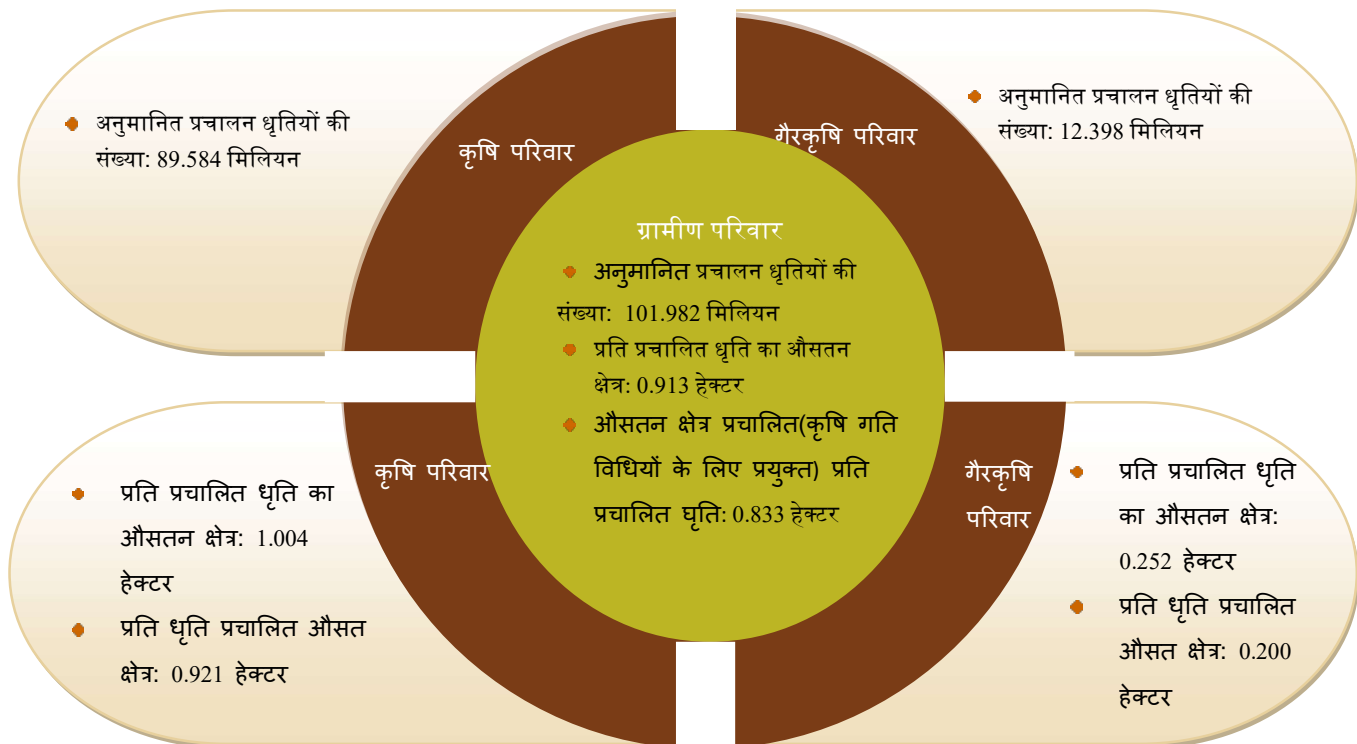 अनुमानित प्रचालन धृतियों की
संख्या: 89.584 मिलियन
कृषि परिवार
गैरकृषि परिवार
अनुमानित प्रचालन धृतियों की
संख्या: 12.398 मिलियन
ग्रामीण परिवार
अनुमानित प्रचालन धृतियों की
संख्या: 101.982 मिलियन
प्रति प्रचालित धृति का औसतन
क्षेत्र: 0.913 हेक्टर
औसतन क्षेत्र प्रचालित(कृषि गति
विधियों के लिए प्रयुक्त) प्रति
प्रचालित घृति: 0.833 हेक्टर
कृषि परिवार
प्रति प्रचालित धृति का
औसतन क्षेत्र: 1.004
हेक्टर
प्रति धृति प्रचालित औसत
क्षेत्र: 0.921 हेक्टर
गैरकृषि
परिवार
प्रति प्रचालित धृति
का औसतन क्षेत्र:
0.252 हेक्टर
प्रति धृति प्रचालित
औसत क्षेत्र: 0.200
हेक्टर